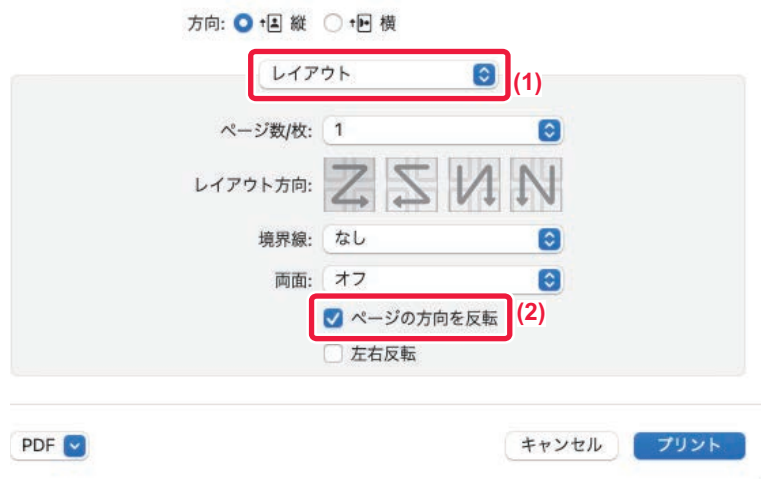 方向: 縦 横
レイアウト (1)
ページ数/枚: 1
レイアウト方向:
境界線: なし
両面: オフ
ページの方向を反転 (2)
左右反転
PDF キャンセル プリント